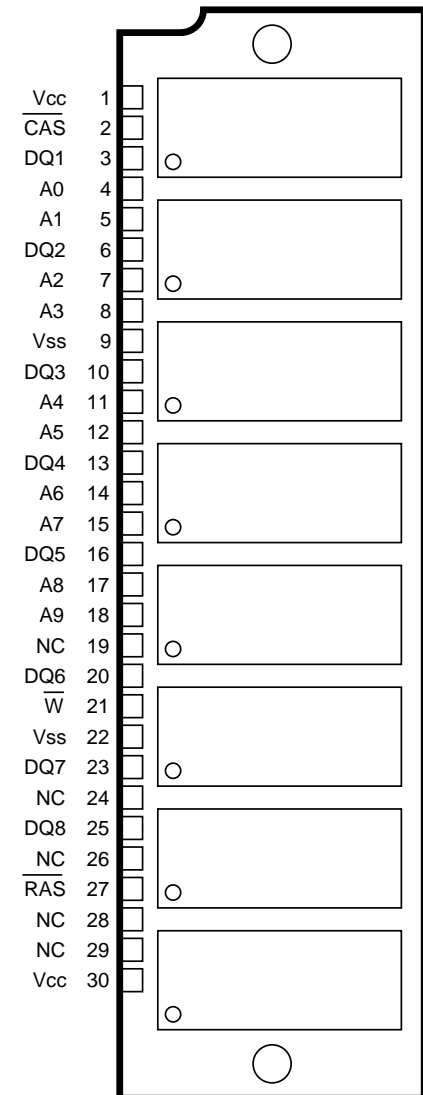 Vcc 1
C̅A̅S̅ 2
DQ1 3
A0 4
A1 5
DQ2 6
A2 7
A3 8
Vss 9
DQ3 10
A4 11
A5 12
DQ4 13
A6 14
A7 15
DQ5 16
A8 17
A9 18
NC 19
DQ6 20
W̅ 21
Vss 22
DQ7 23
NC 24
DQ8 25
NC 26
R̅A̅S̅ 27
NC 28
NC 29
Vcc 30